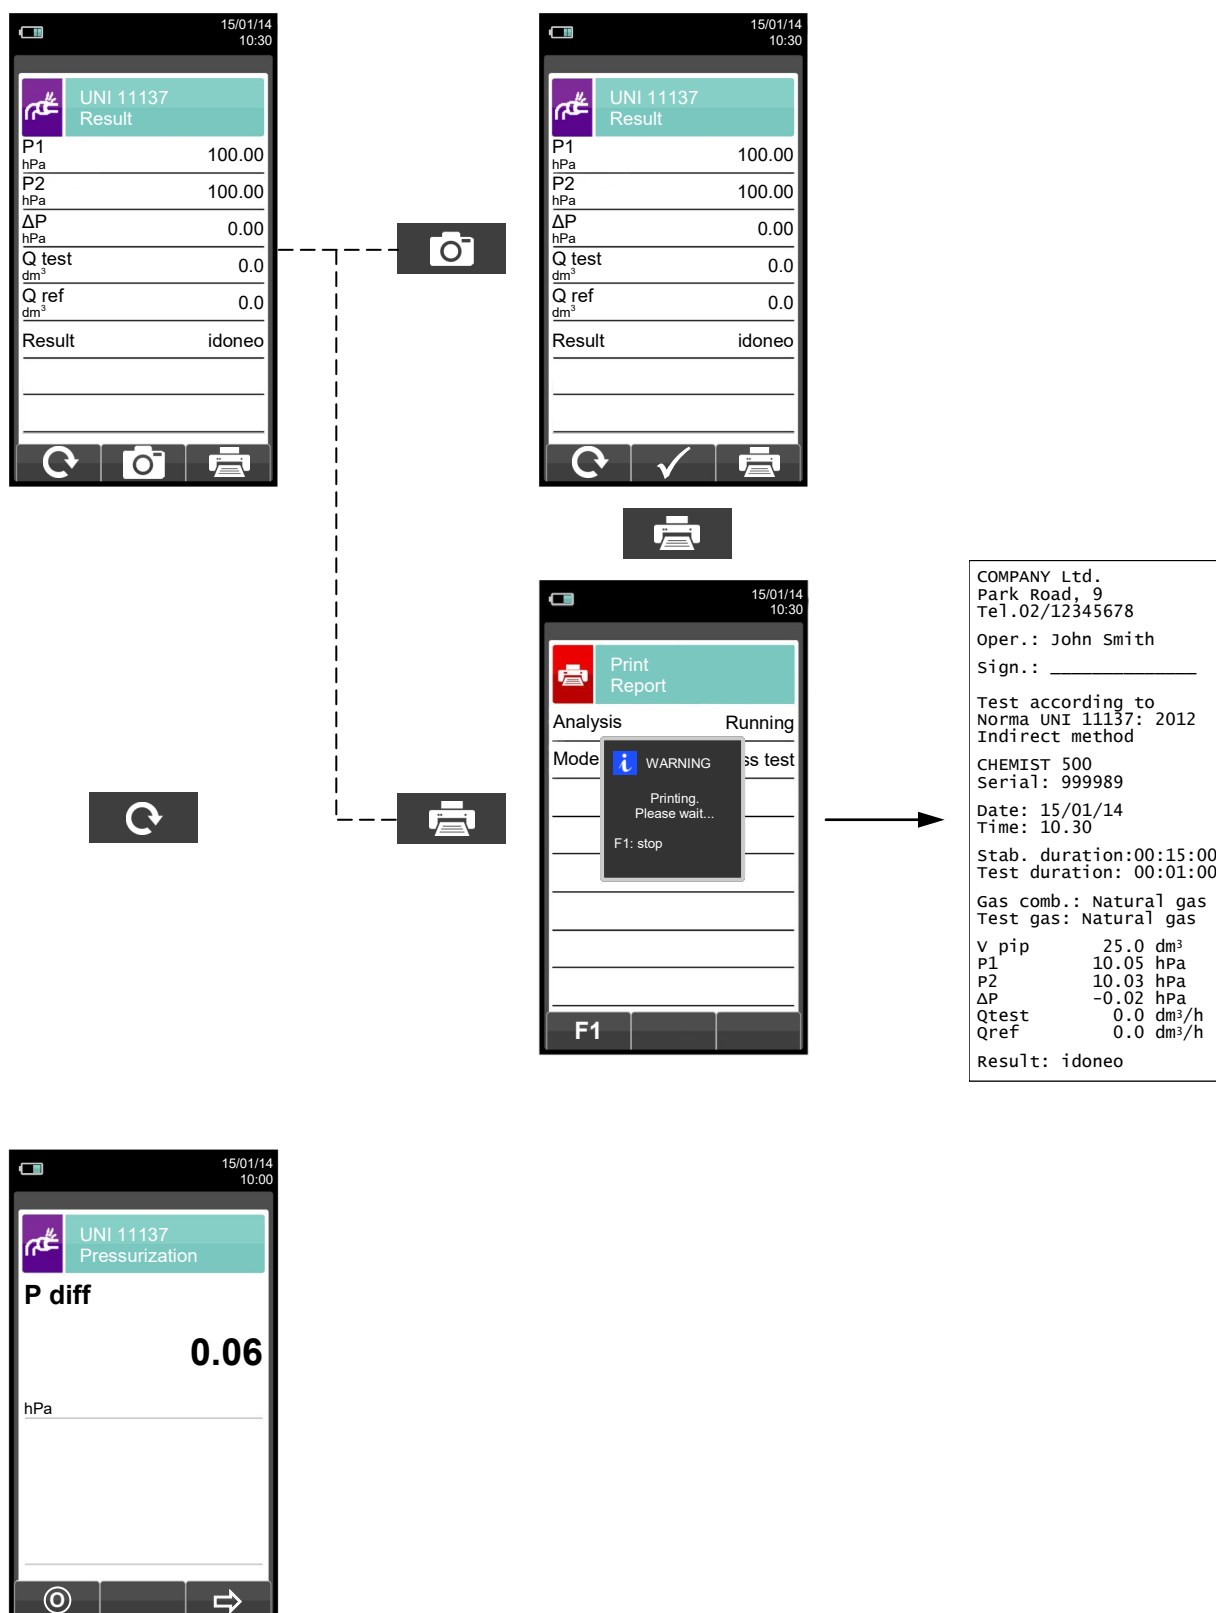 15/01/14
10:30
UNI 11137
Result
P1
hPa
100.00
P2
hPa
100.00
ΔP
hPa
0.00
Q test
dm³
0.0
Q ref
dm³
0.0
Result idoneo
15/01/14
10:30
UNI 11137
Result
P1
hPa
100.00
P2
hPa
100.00
ΔP
hPa
0.00
Q test
dm³
0.0
Q ref
dm³
0.0
Result idoneo
15/01/14
10:30
Print
Report
Analysis Running
Mode ss test
i WARNING
Printing.
Please wait...
F1: stop
F1
COMPANY Ltd.
Park Road, 9
Tel.02/12345678
Oper.: John Smith
Sign.: ______________
Test according to
Norma UNI 11137: 2012
Indirect method
CHEMIST 500
Serial: 999989
Date: 15/01/14
Time: 10.30
Stab. duration:00:15:00
Test duration: 00:01:00
Gas comb.: Natural gas
Test gas: Natural gas
V pip 25.0 dm³
P1 10.05 hPa
P2 10.03 hPa
ΔP -0.02 hPa
Qtest 0.0 dm³/h
Qref 0.0 dm³/h
Result: idoneo
15/01/14
10:00
UNI 11137
Pressurization
P diff
0.06
hPa